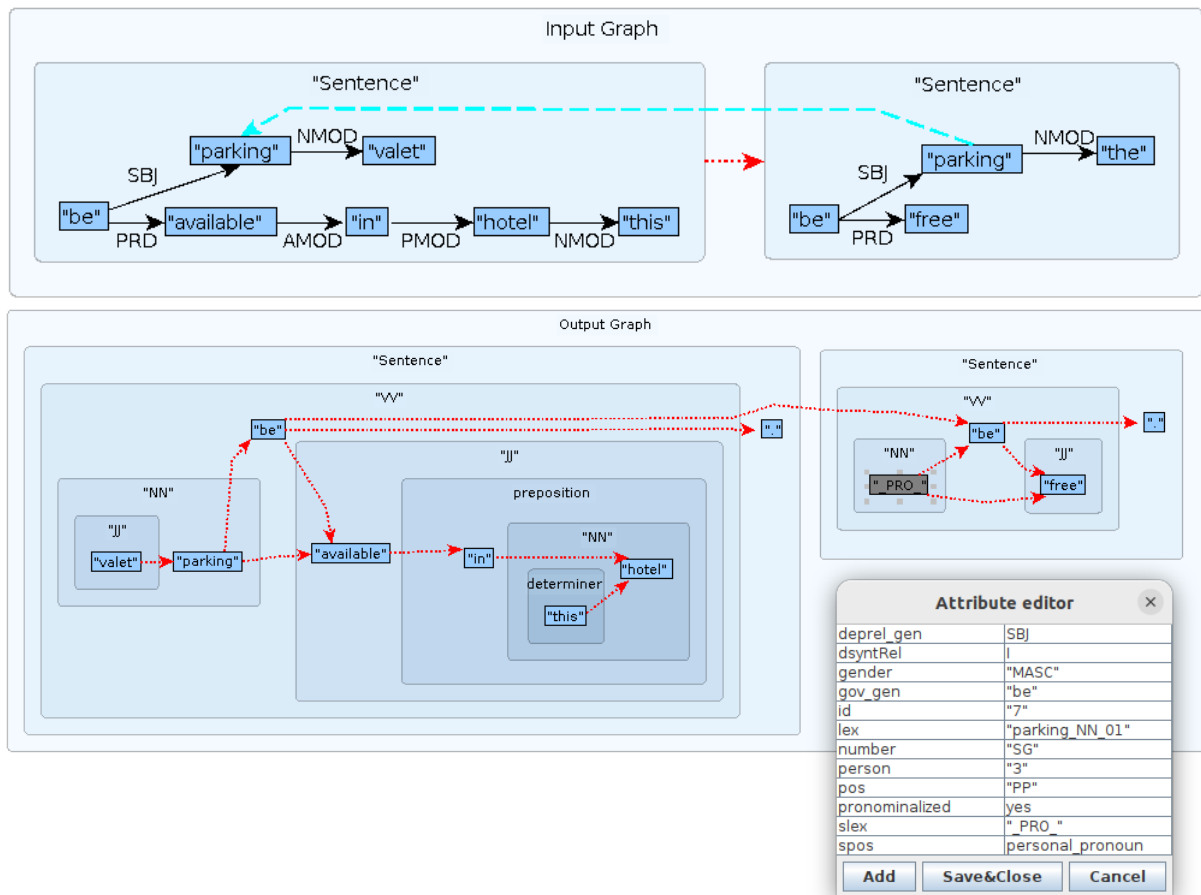 Input Graph
"Sentence"
"Sentence"
"parking"
NMOD
"valet"
SBJ
"be"
PRD
"available"
AMOD
"in"
PMOD
"hotel"
NMOD
"this"
"parking"
NMOD
"the"
SBJ
"be"
PRD
"free"
Output Graph
"Sentence"
"VV"
"be"
"."
"JJ"
"NN"
preposition
"JJ"
"NN"
"valet"
"parking"
"available"
"in"
"hotel"
determiner
"this"
"Sentence"
"VV"
"be"
"."
"NN"
"JJ"
"_PRO_"
"free"
Attribute editor
deprel_gen SBJ
dsyntRel I
gender "MASC"
gov_gen "be"
id "7"
lex "parking_NN_01"
number "SG"
person "3"
pos "PP"
pronominalized yes
slex "_PRO_"
spos personal_pronoun
Add Save&Close Cancel